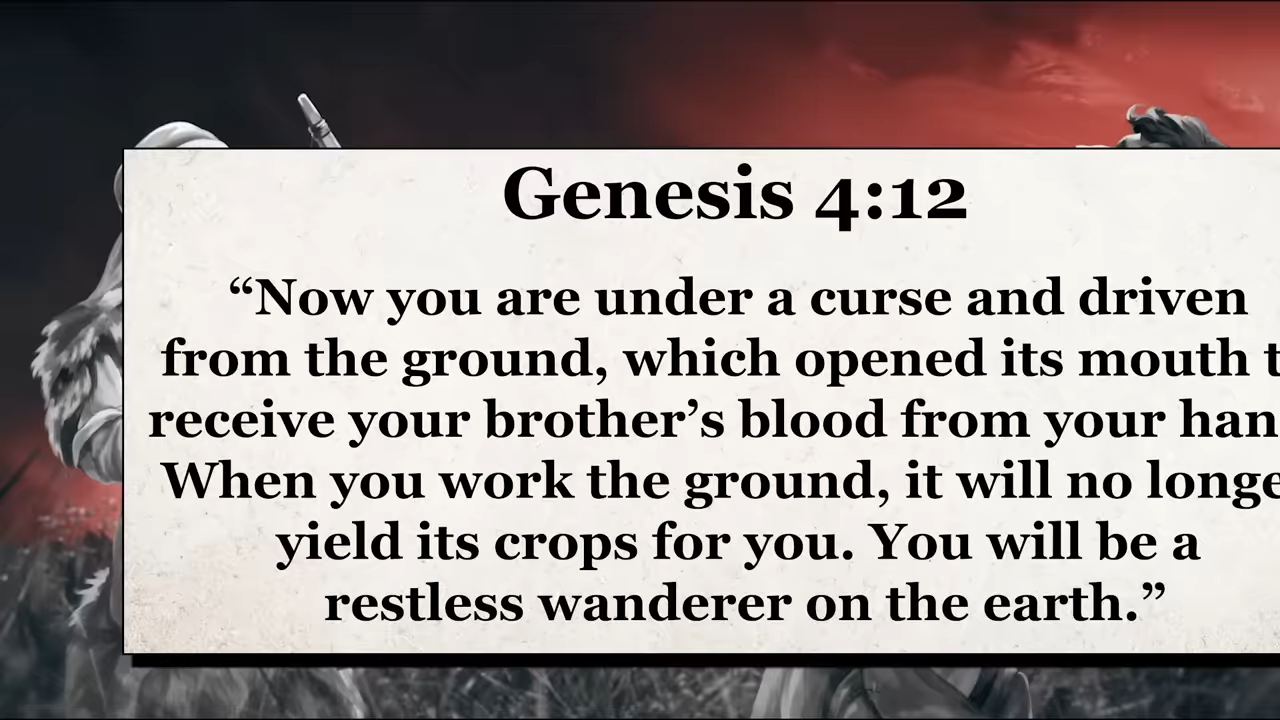 Genesis 4:12
“Now you are under a curse and driven
from the ground, which opened its mouth t
receive your brother’s blood from your han
When you work the ground, it will no longe
yield its crops for you. You will be a
restless wanderer on the earth.”